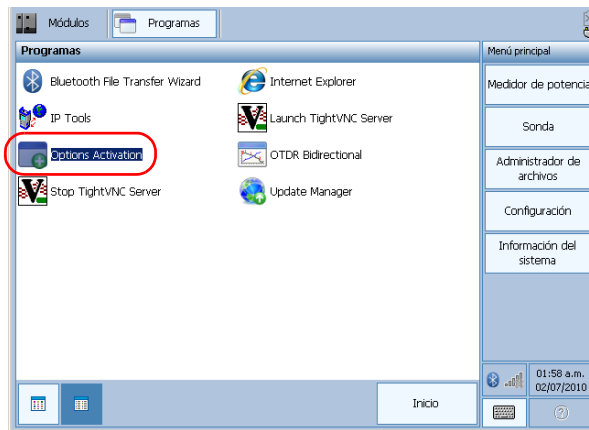 Módulos
Programas
Programas
Bluetooth File Transfer Wizard
Internet Explorer
IP Tools
Launch TightVNC Server
Options Activation
OTDR Bidirectional
Stop TightVNC Server
Update Manager
Inicio
Menú principal
Medidor de potencia
Sonda
Administrador de
archivos
Configuración
Información del
sistema
01:58 a.m.
02/07/2010